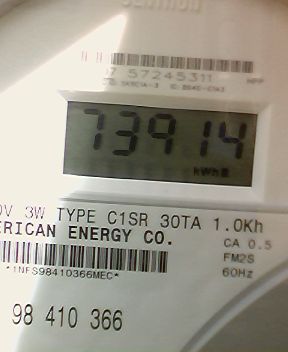 57245311
73914
kWh
3W TYPE C1SR 30TA 1.0Kh
ERICAN ENERGY CO.
CA 0.5
FM2S
60Hz
*1NFS98410366MEC*
98 410 366